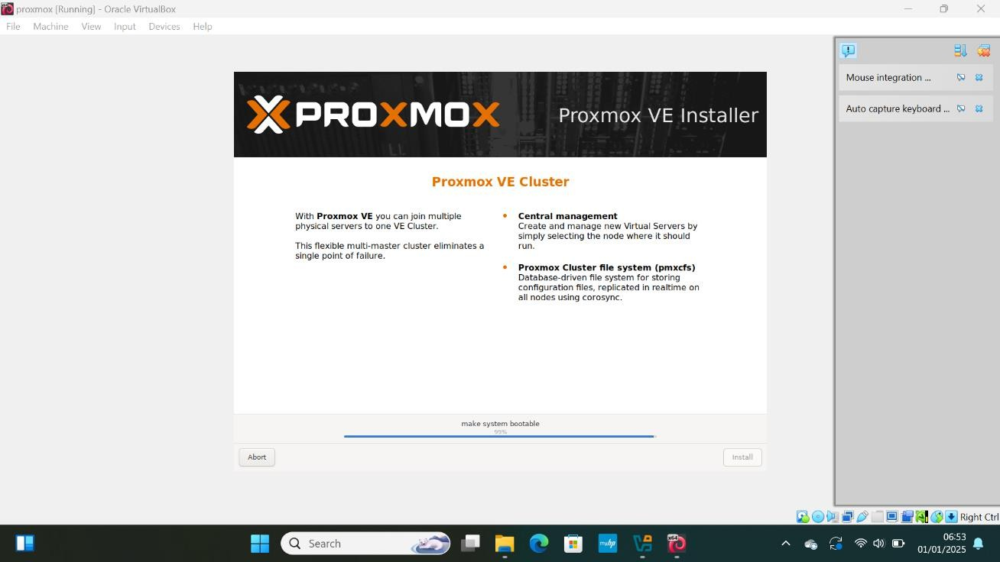 proxmox [Running] - Oracle VirtualBox
File Machine View Input Devices Help
Mouse integration ...
Auto capture keyboard ...
PROXMOX
Proxmox VE Installer
Proxmox VE Cluster
With Proxmox VE you can join multiple
physical servers to one VE Cluster.
This flexible multi-master cluster eliminates a
single point of failure.
• Central management
Create and manage new Virtual Servers by
simply selecting the node where it should
run.
• Proxmox Cluster file system (pmxcfs)
Database-driven file system for storing
configuration files, replicated in realtime on
all nodes using corosync.
make system bootable
99%
Abort
Install
Right Ctrl
Search
myhp
x64
06:53
01/01/2025